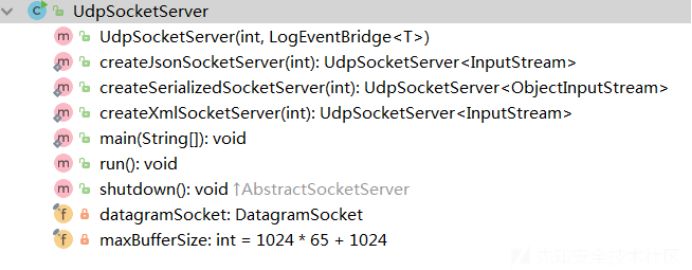 UdpSocketServer
UdpSocketServer(int, LogEventBridge<T>)
createJsonSocketServer(int): UdpSocketServer<InputStream>
createSerializedSocketServer(int): UdpSocketServer<ObjectInputStream>
createXmlSocketServer(int): UdpSocketServer<InputStream>
main(String[]): void
run(): void
shutdown(): void ↑AbstractSocketServer
datagramSocket: DatagramSocket
maxBufferSize: int = 1024 * 65 + 1024